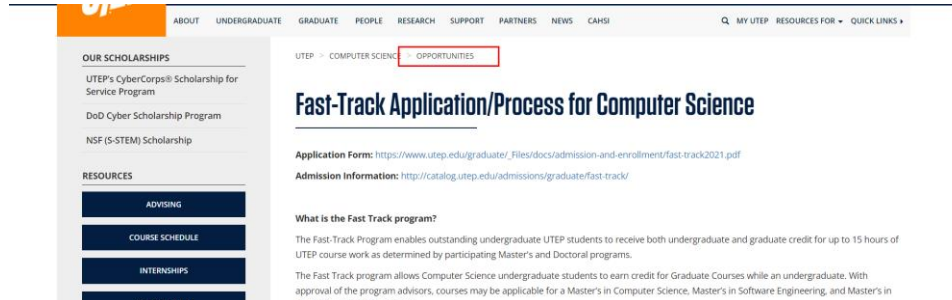 ABOUT UNDERGRADUATE GRADUATE PEOPLE RESEARCH SUPPORT PARTNERS NEWS CAHSI MY UTEP RESOURCES FOR QUICK LINKS
OUR SCHOLARSHIPS
UTEP's CyberCorps® Scholarship for
Service Program
DoD Cyber Scholarship Program
NSF (S-STEM) Scholarship
RESOURCES
ADVISING
COURSE SCHEDULE
INTERNSHIPS
UTEP > COMPUTER SCIENCE > OPPORTUNITIES
Fast-Track Application/Process for Computer Science
Application Form: https://www.utep.edu/graduate/_Files/docs/admission-and-enrollment/fast-track2021.pdf
Admission Information: http://catalog.utep.edu/admissions/graduate/fast-track/
What is the Fast Track program?
The Fast-Track Program enables outstanding undergraduate UTEP students to receive both undergraduate and graduate credit for up to 15 hours of
UTEP course work as determined by participating Master's and Doctoral programs.
The Fast Track program allows Computer Science undergraduate students to earn credit for Graduate Courses while an undergraduate. With
approval of the program advisors, courses may be applicable for a Master's in Computer Science, Master's in Software Engineering, and Master's in